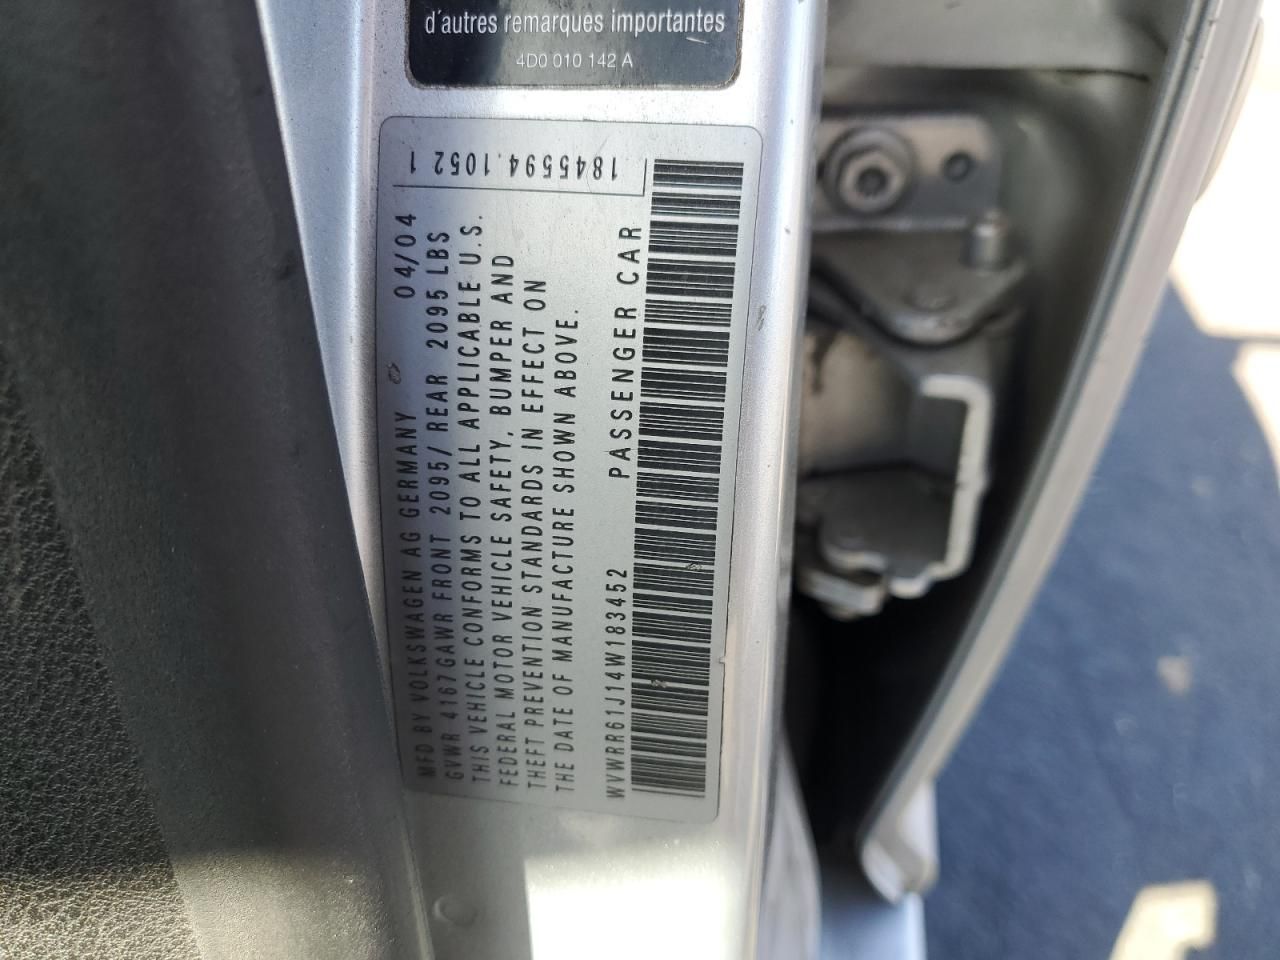 d'autres remarques importantes
4D0 010 142 A
1845594.1052 1
MFD BY VOLKSWAGEN AG GERMANY 04/04
GVWR 4167GAWR FRONT 2095/ REAR 2095 LBS
THIS VEHICLE CONFORMS TO ALL APPLICABLE U.S.
FEDERAL MOTOR VEHICLE SAFETY, BUMPER AND
THEFT PREVENTION STANDARDS IN EFFECT ON
THE DATE OF MANUFACTURE SHOWN ABOVE.
WVWRR61J14W183452 PASSENGER CAR